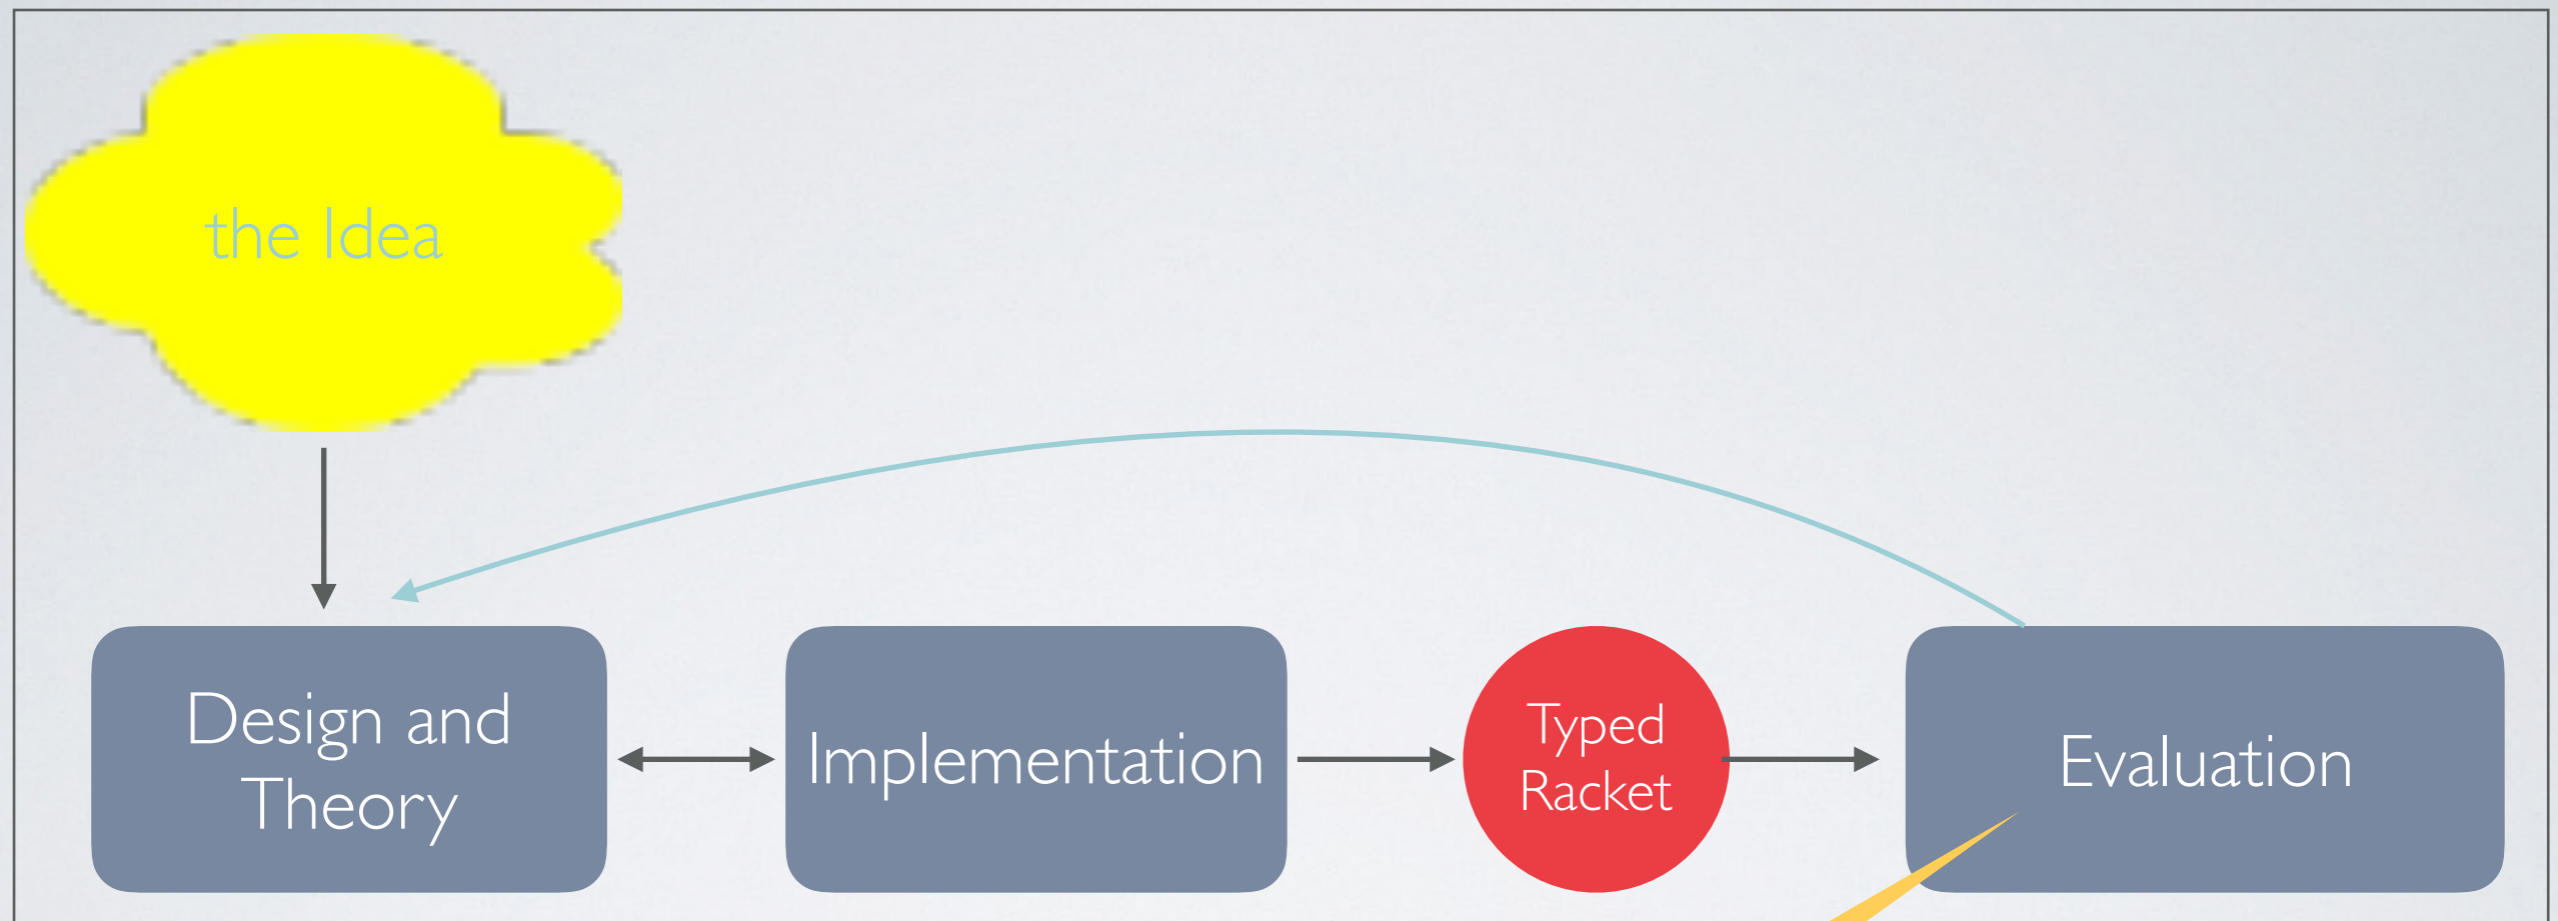 the Idea
Design and
Theory
Implementation
Typed
Racket
Evaluation